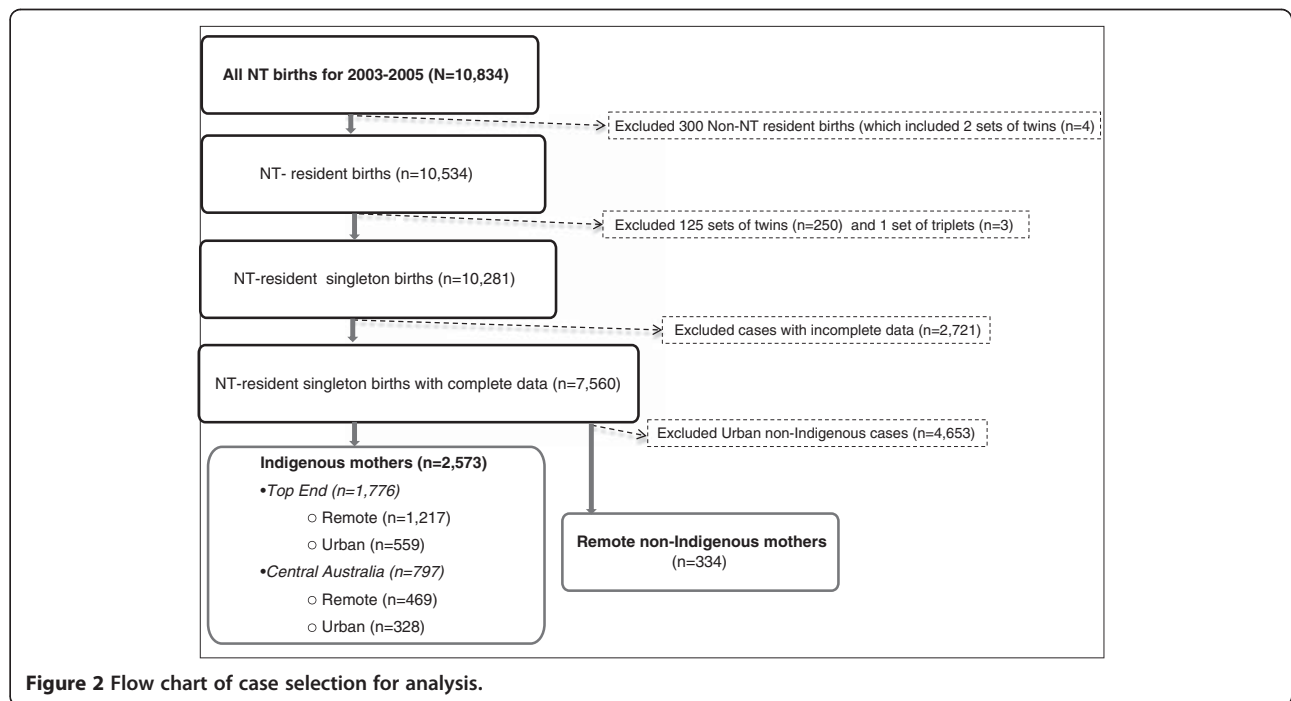 All NT births for 2003-2005 (N=10,834)
Excluded 300 Non-NT resident births (which included 2 sets of twins (n=4)
NT- resident births (n=10,534)
Excluded 125 sets of twins (n=250) and 1 set of triplets (n=3)
NT-resident singleton births (n=10,281)
Excluded cases with incomplete data (n=2,721)
NT-resident singleton births with complete data (n=7,560)
Excluded Urban non-Indigenous cases (n=4,653)
Indigenous mothers (n=2,573)
•Top End (n=1,776)
○ Remote (n=1,217)
○ Urban (n=559)
•Central Australia (n=797)
○ Remote (n=469)
○ Urban (n=328)
Remote non-Indigenous mothers
(n=334)
Figure 2 Flow chart of case selection for analysis.